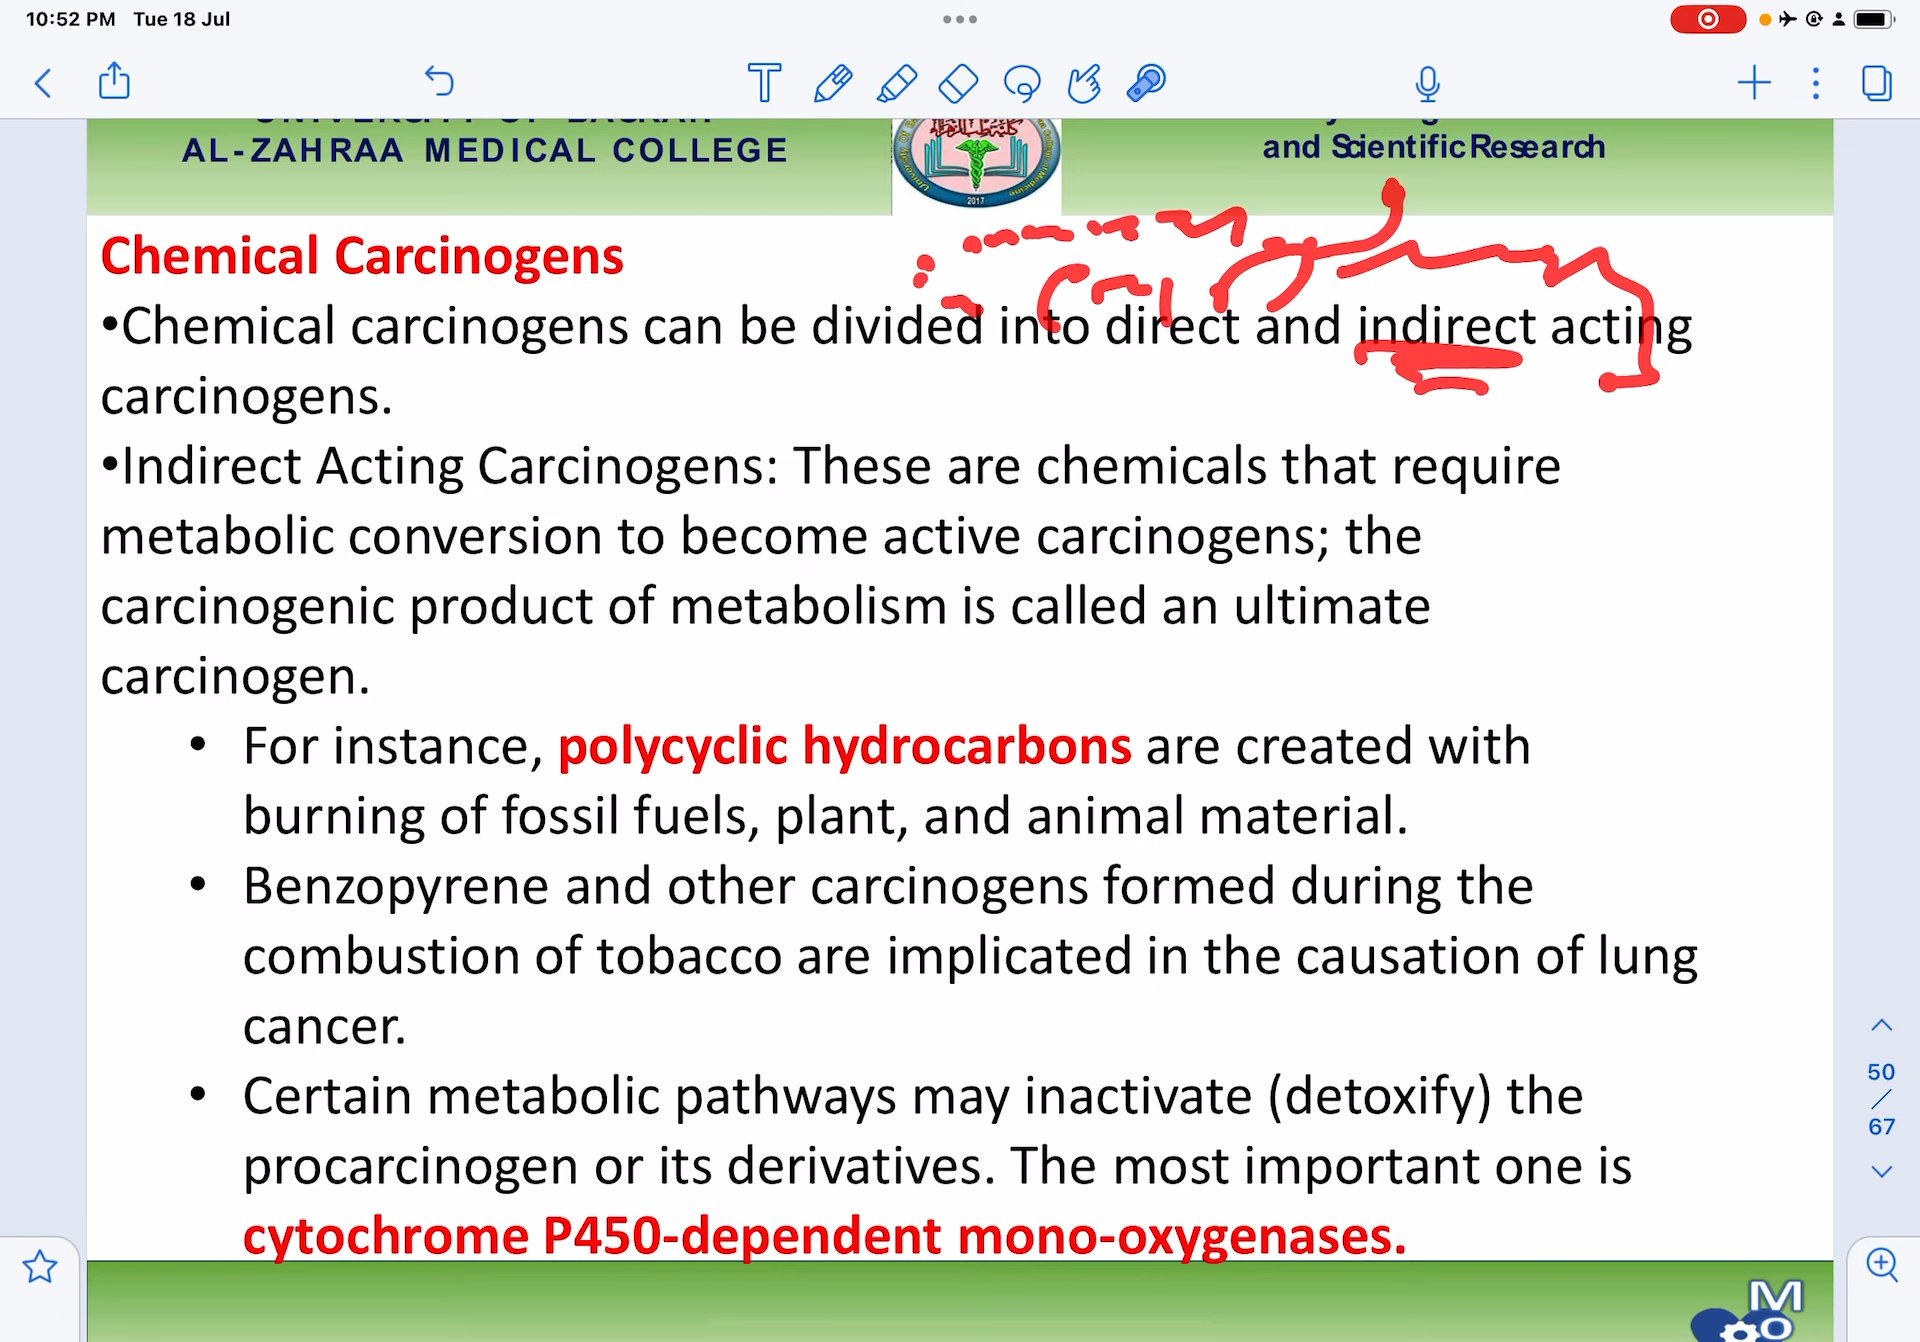 10:52 PM Tue 18 Jul
AL-ZAHRAA MEDICAL COLLEGE
and Scientific Research
كلية طب الزهراء
2017
Chemical Carcinogens
•Chemical carcinogens can be divided into direct and indirect acting
carcinogens.
•Indirect Acting Carcinogens: These are chemicals that require
metabolic conversion to become active carcinogens; the
carcinogenic product of metabolism is called an ultimate
carcinogen.
• For instance, polycyclic hydrocarbons are created with
burning of fossil fuels, plant, and animal material.
• Benzopyrene and other carcinogens formed during the
combustion of tobacco are implicated in the causation of lung
cancer.
• Certain metabolic pathways may inactivate (detoxify) the
procarcinogen or its derivatives. The most important one is
cytochrome P450-dependent mono-oxygenases.
50
/
67
M